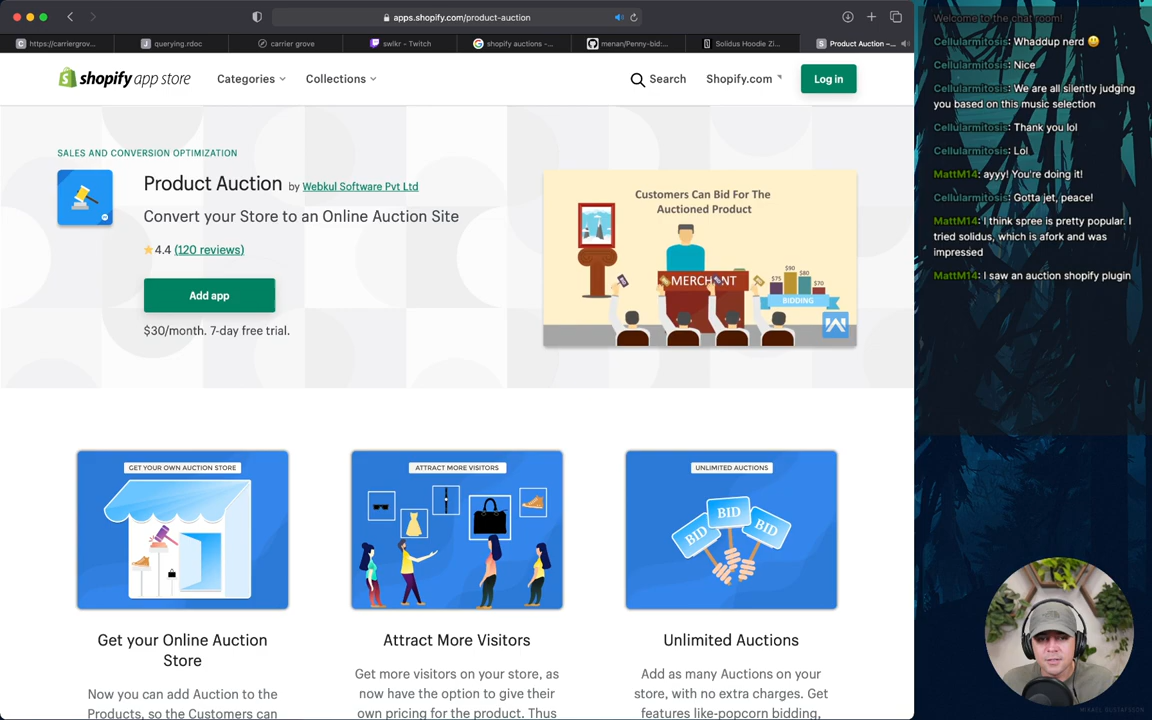 apps.shopify.com/product-auction
https://carriergrov...
querying.rdoc
carrier grove
swlkr - Twitch
shopify auctions -...
menan/Penny-bid:...
Solidus Hoodie Zi...
Product Auction –...
shopify app store
Categories
Collections
Search
Shopify.com
Log in
SALES AND CONVERSION OPTIMIZATION
Product Auction by Webkul Software Pvt Ltd
Convert your Store to an Online Auction Site
4.4 (120 reviews)
Add app
$30/month. 7-day free trial.
Customers Can Bid For The
Auctioned Product
MERCHANT
$75
$90
$80
$70
BIDDING
GET YOUR OWN AUCTION STORE
ATTRACT MORE VISITORS
UNLIMITED AUCTIONS
BID
BID
BID
Get your Online Auction
Store
Now you can add Auction to the
Products, so the Customers can
Attract More Visitors
Get more visitors on your store, as
now have the option to give their
own pricing for the product. Thus
Unlimited Auctions
Add as many Auctions on your
store, with no extra charges. Get
features like-popcorn bidding,
Welcome to the chat room!
Cellularmitosis: Whaddup nerd 😃
Cellularmitosis: Nice
Cellularmitosis: We are all silently judging
you based on this music selection
Cellularmitosis: Thank you lol
Cellularmitosis: Lol
MattM14: ayyy! You're doing it!
Cellularmitosis: Gotta jet, peace!
MattM14: I think spree is pretty popular. I
tried solidus, which is afork and was
impressed
MattM14: I saw an auction shopify plugin
MIKAEL GUSTAFSSON